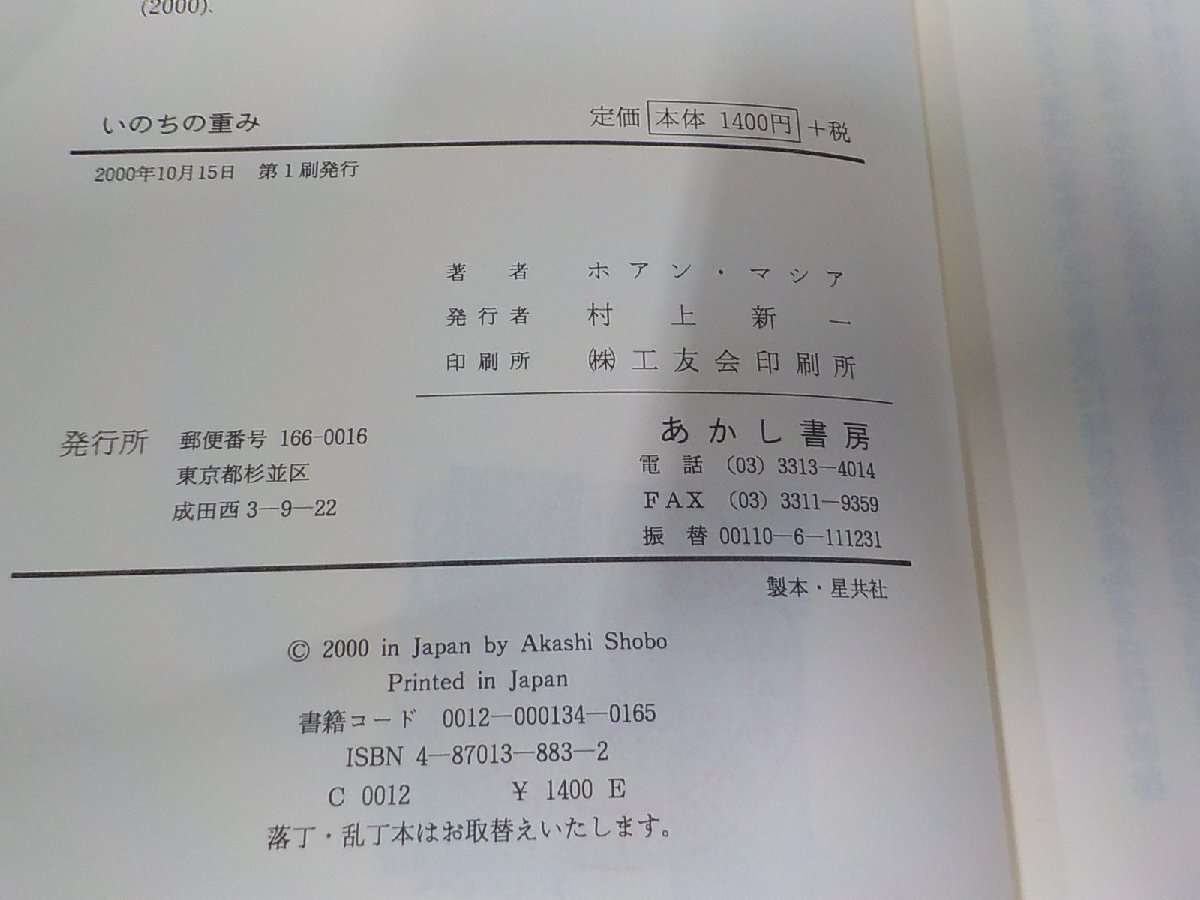 (2000).
いのちの重み
定価 本体 1400円 +税
2000年10月15日 第1刷発行
著者 ホアン・マシア
発行者 村上新一
印刷所 ㈱工友会印刷所
発行所 郵便番号 166-0016
東京都杉並区
成田西3-9-22
あかし書房
電話 (03) 3313-4014
FAX (03) 3311-9359
振替 00110-6-111231
製本・星共社
© 2000 in Japan by Akashi Shobo
Printed in Japan
書籍コード 0012-000134-0165
ISBN 4-87013-883-2
C 0012 ¥ 1400 E
落丁・乱丁本はお取替えいたします。